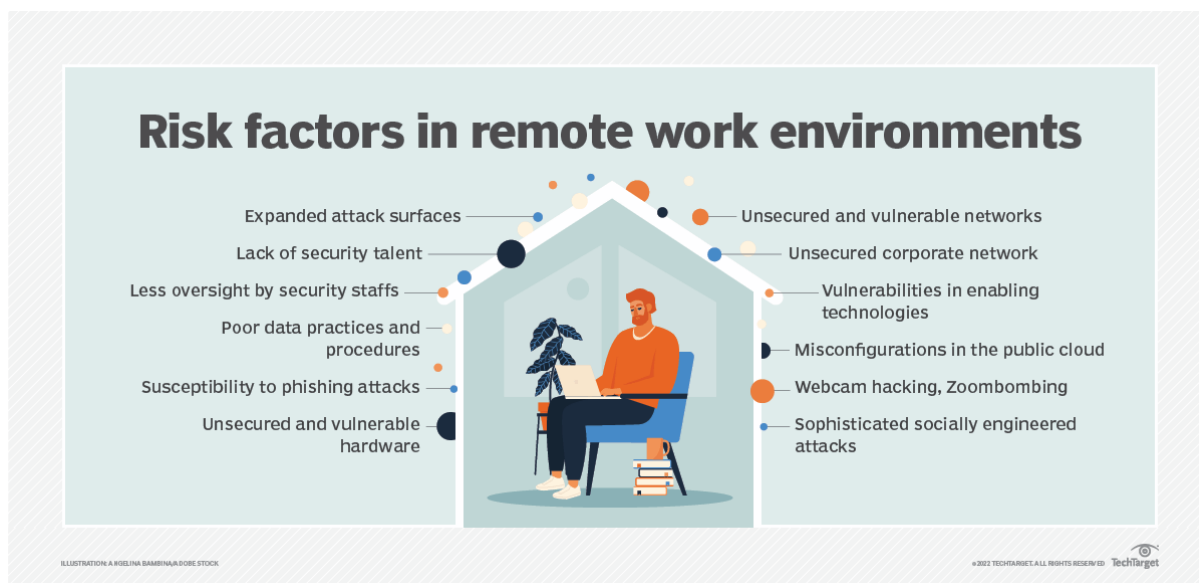 Risk factors in remote work environments
Expanded attack surfaces
Lack of security talent
Less oversight by security staffs
Poor data practices and
procedures
Susceptibility to phishing attacks
Unsecured and vulnerable
hardware
Unsecured and vulnerable networks
Unsecured corporate network
Vulnerabilities in enabling
technologies
Misconfigurations in the public cloud
Webcam hacking, Zoombombing
Sophisticated socially engineered
attacks
ILLUSTRATION: ANGELINA BAMBINA/ADOBE STOCK
©2022 TECHTARGET. ALL RIGHTS RESERVED TechTarget